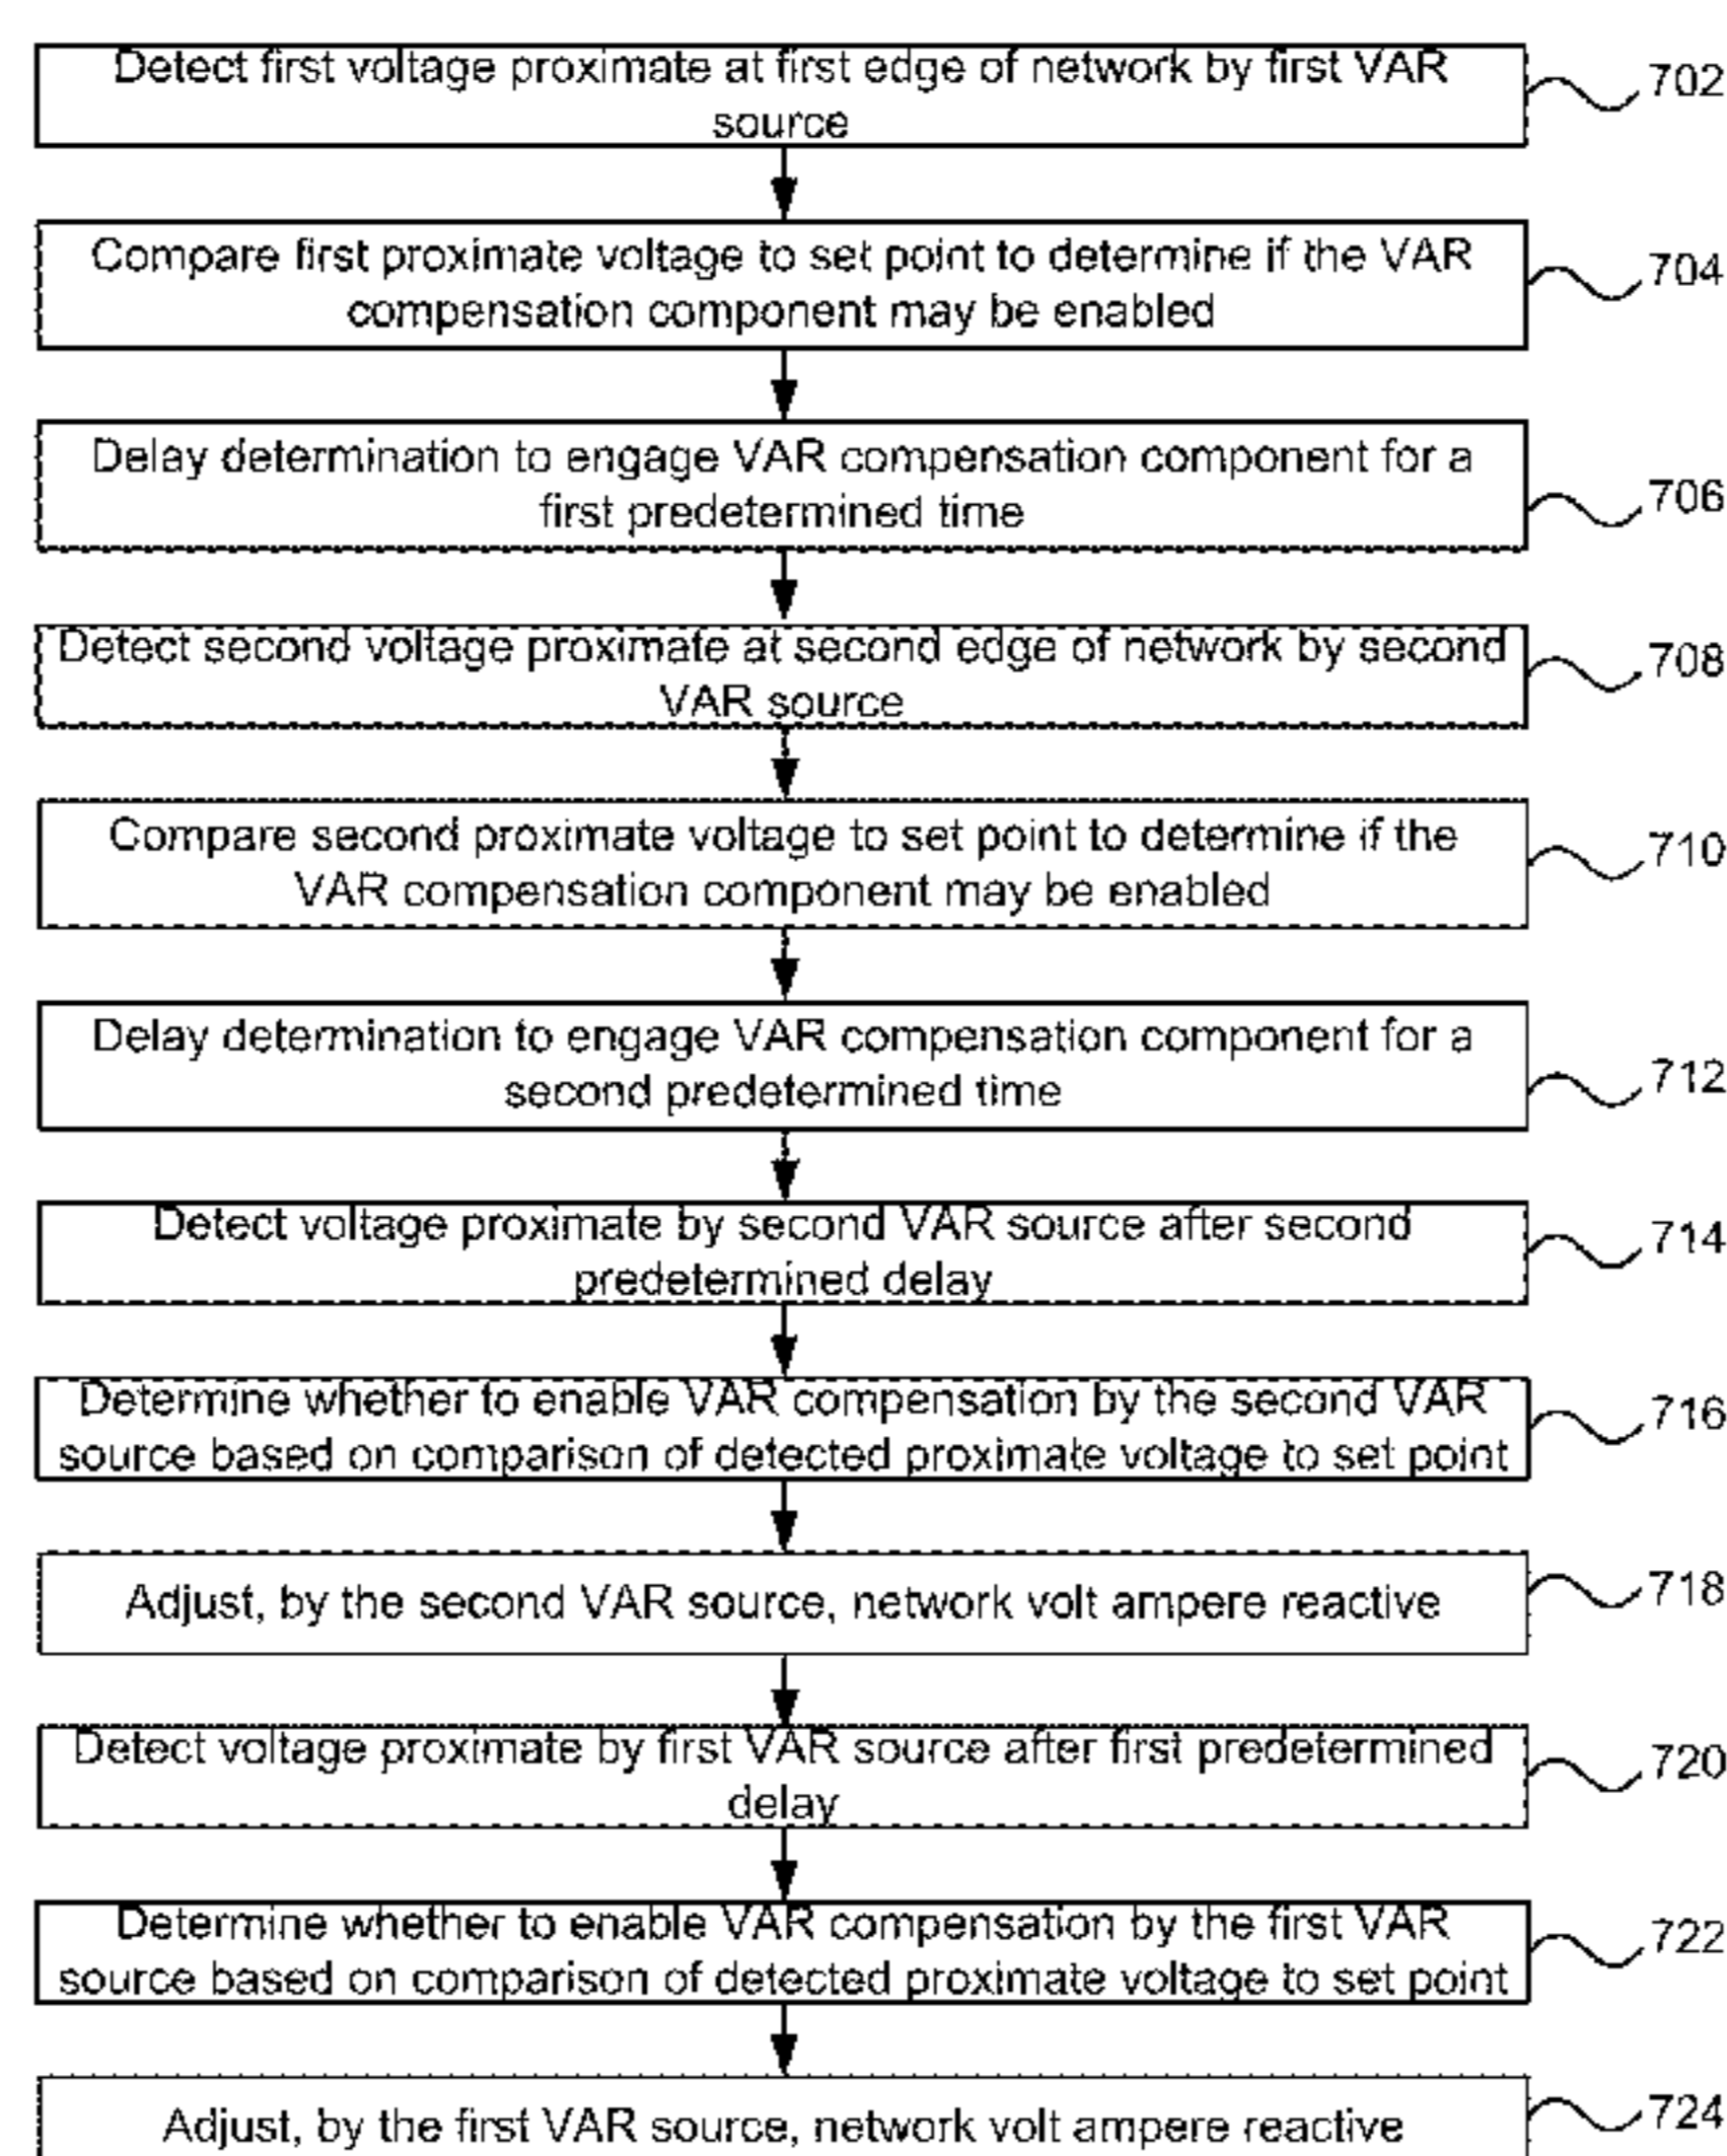 Detect first voltage proximate at first edge of network by first VAR
source
702
Compare first proximate voltage to set point to determine if the VAR
compensation component may be enabled
704
Delay determination to engage VAR compensation component for a
first predetermined time
706
Detect second voltage proximate at second edge of network by second
VAR source
708
Compare second proximate voltage to set point to determine if the
VAR compensation component may be enabled
710
Delay determination to engage VAR compensation component for a
second predetermined time
712
Detect voltage proximate by second VAR source after second
predetermined delay
714
Determine whether to enable VAR compensation by the second VAR
source based on comparison of detected proximate voltage to set point
716
Adjust, by the second VAR source, network volt ampere reactive
718
Detect voltage proximate by first VAR source after first predetermined
delay
720
Determine whether to enable VAR compensation by the first VAR
source based on comparison of detected proximate voltage to set point
722
Adjust, by the first VAR source, network volt ampere reactive
724